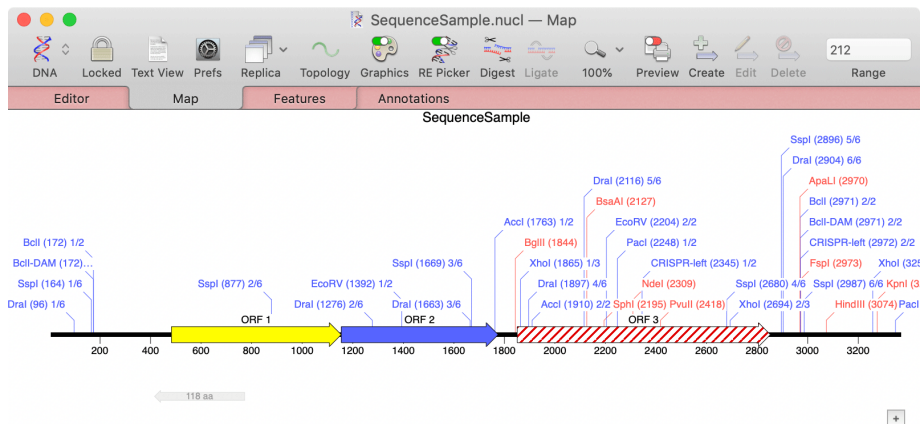 SequenceSample.nucl — Map
DNA Locked Text View Prefs Replica Topology Graphics RE Picker Digest Ligate 100% Preview Create Edit Delete Range
212
Editor Map Features Annotations
SequenceSample
SspI (2896) 5/6
DraI (2904) 6/6
DraI (2116) 5/6 ApaLI (2970)
BsaAI (2127) BclI (2971) 2/2
AccI (1763) 1/2 EcoRV (2204) 2/2 BclI-DAM (2971) 2/2
BclI (172) 1/2 BglII (1844) PacI (2248) 1/2 CRISPR-left (2972) 2/2
BclI-DAM (172)... SspI (1669) 3/6 XhoI (1865) 1/3 CRISPR-left (2345) 1/2 FspI (2973) XhoI (325
SspI (164) 1/6 SspI (877) 2/6 EcoRV (1392) 1/2 DraI (1897) 4/6 NdeI (2309) SspI (2680) 4/6 SspI (2987) 6/6 KpnI (3
DraI (96) 1/6 DraI (1276) 2/6 DraI (1663) 3/6 AccI (1910) 2/2 SphI (2195) PvuII (2418) XhoI (2694) 2/3 HindIII (3074) PacI
ORF 1 ORF 2 ORF 3
200 400 600 800 1000 1200 1400 1600 1800 2000 2200 2400 2600 2800 3000 3200
118 aa
+